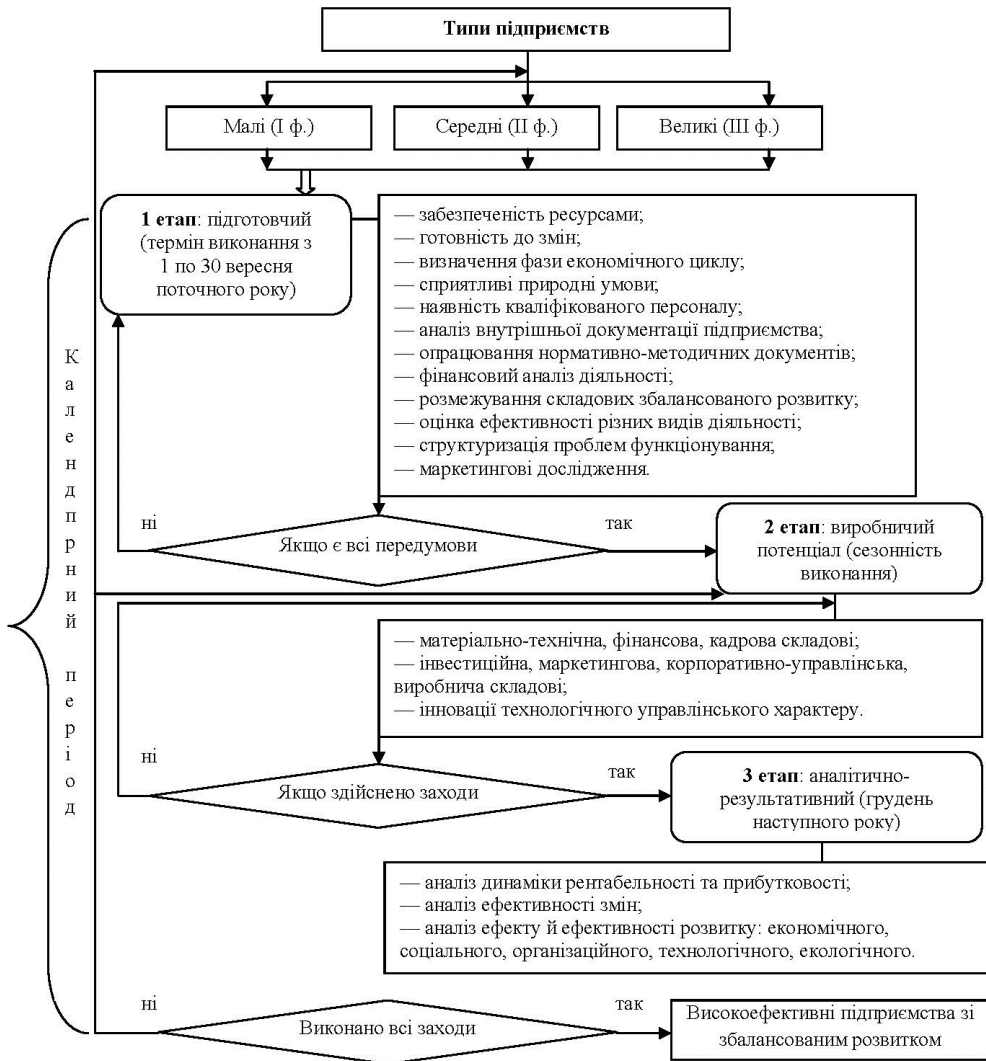 Типи підприємств
Малі (І ф.)
Середні (ІІ ф.)
Великі (ІІІ ф.)
1 етап: підготовчий
(термін виконання з
1 по 30 вересня
поточного року)
— забезпеченість ресурсами;
— готовність до змін;
— визначення фази економічного циклу;
— сприятливі природні умови;
— наявність кваліфікованого персоналу;
— аналіз внутрішньої документації підприємства;
— опрацювання нормативно-методичних документів;
— фінансовий аналіз діяльності;
— розмежування складових збалансованого розвитку;
— оцінка ефективності різних видів діяльності;
— структуризація проблем функціонування;
— маркетингові дослідження.
Календпрний період
ні
Якщо є всі передумови
так
2 етап: виробничий
потенціал (сезонність
виконання)
— матеріально-технічна, фінансова, кадрова складові;
— інвестиційна, маркетингова, корпоративно-управлінська,
виробнича складові;
— інновації технологічного управлінського характеру.
ні
Якщо здійснено заходи
так
3 етап: аналітично-
результативний (грудень
наступного року)
— аналіз динаміки рентабельності та прибутковості;
— аналіз ефективності змін;
— аналіз ефекту й ефективності розвитку: економічного,
соціального, організаційного, технологічного, екологічного.
ні
Виконано всі заходи
так
Високоефективні підприємства зі
збалансованим розвитком